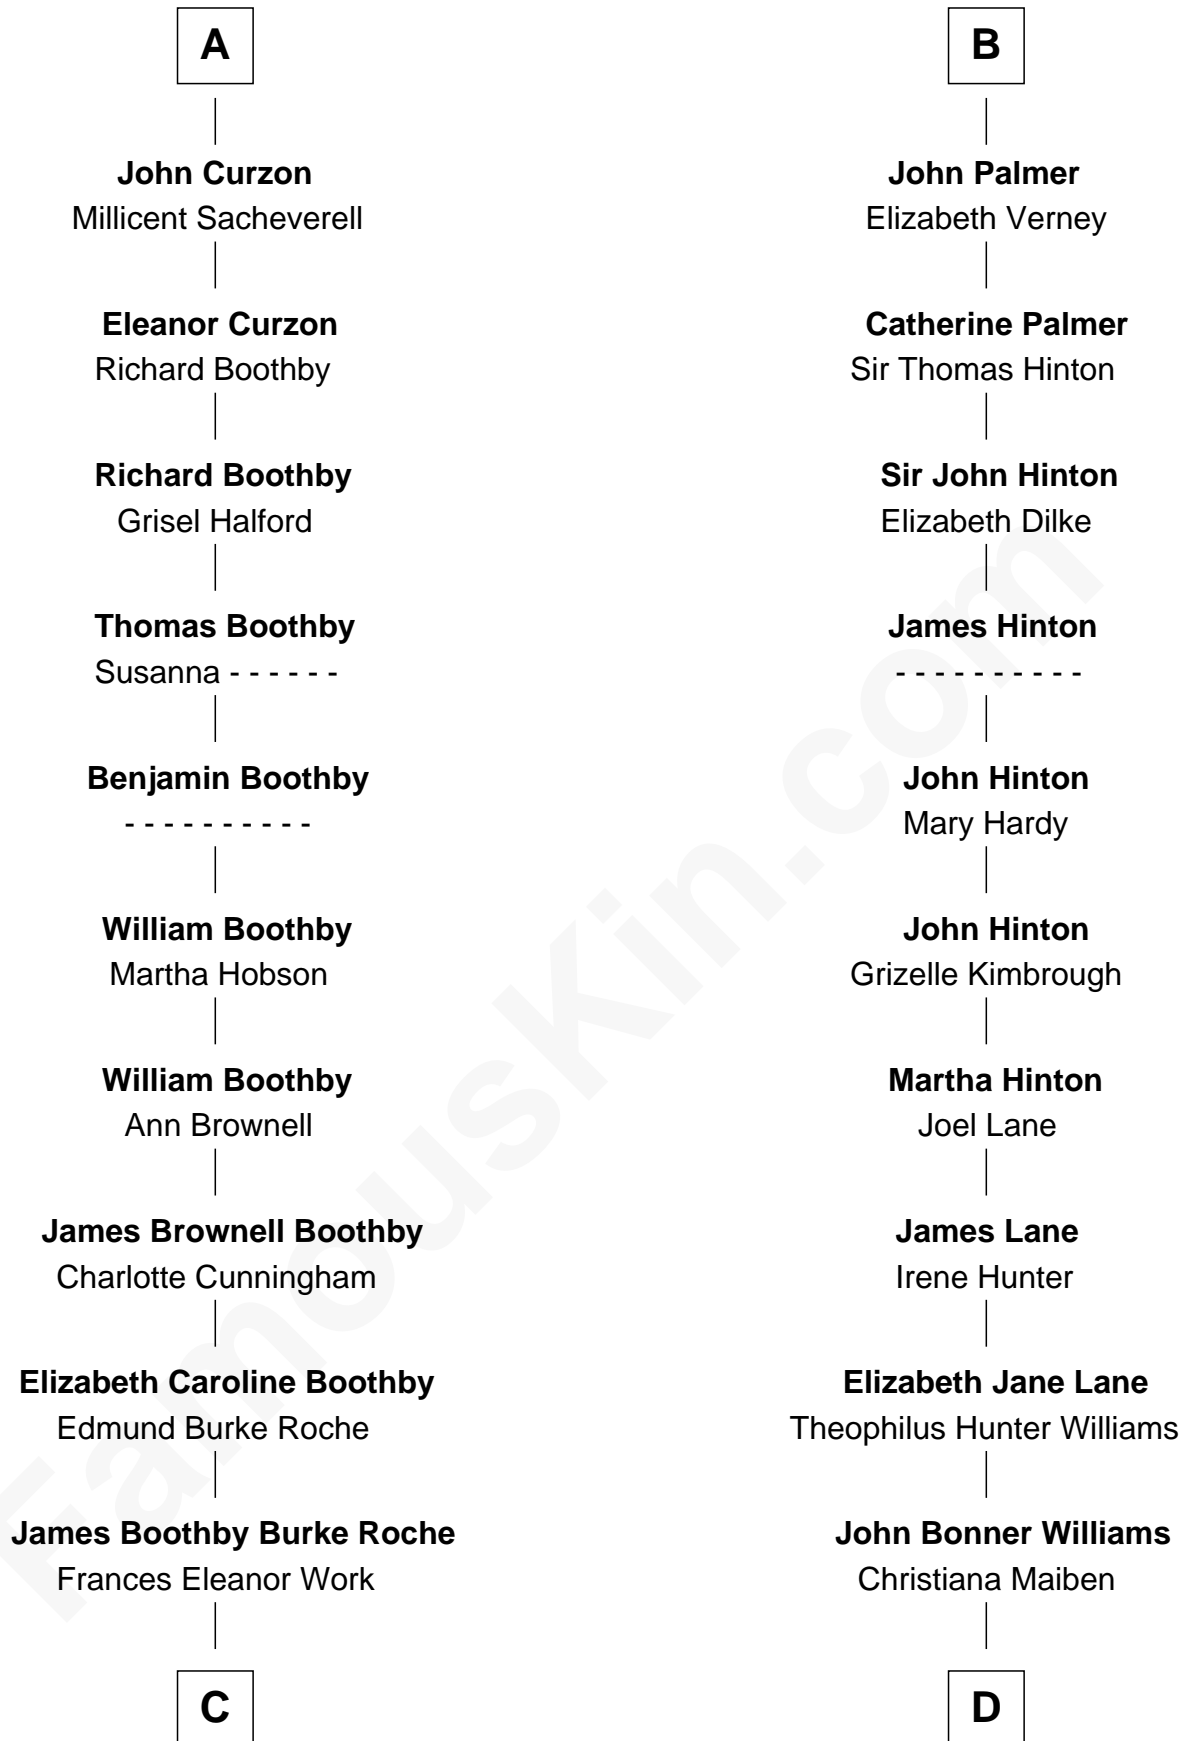 A
John Curzon
Millicent Sacheverell
Eleanor Curzon
Richard Boothby
Richard Boothby
Grisel Halford
Thomas Boothby
Susanna - - - - - -
Benjamin Boothby
- - - - - - - - - -
William Boothby
Martha Hobson
William Boothby
Ann Brownell
James Brownell Boothby
Charlotte Cunningham
Elizabeth Caroline Boothby
Edmund Burke Roche
James Boothby Burke Roche
Frances Eleanor Work
C
B
John Palmer
Elizabeth Verney
Catherine Palmer
Sir Thomas Hinton
Sir John Hinton
Elizabeth Dilke
James Hinton
- - - - - - - - - -
John Hinton
Mary Hardy
John Hinton
Grizelle Kimbrough
Martha Hinton
Joel Lane
James Lane
Irene Hunter
Elizabeth Jane Lane
Theophilus Hunter Williams
John Bonner Williams
Christiana Maiben
D
FamousKin.com